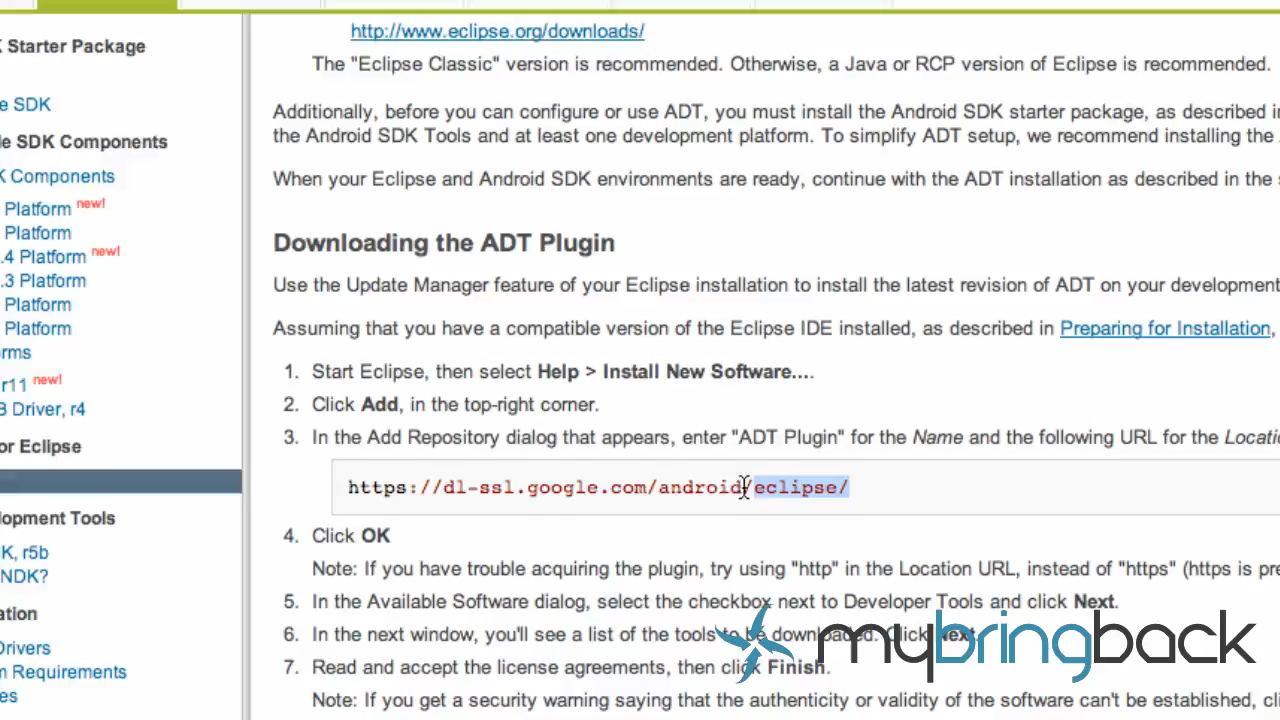 http://www.eclipse.org/downloads/
K Starter Package
The "Eclipse Classic" version is recommended. Otherwise, a Java or RCP version of Eclipse is recommended.
e SDK
Additionally, before you can configure or use ADT, you must install the Android SDK starter package, as described in
the Android SDK Tools and at least one development platform. To simplify ADT setup, we recommend installing the
le SDK Components
K Components
When your Eclipse and Android SDK environments are ready, continue with the ADT installation as described in the s
Platform new!
Platform
.4 Platform new!
.3 Platform
Platform
Platform
rms
r11 new!
B Driver, r4
or Eclipse
lopment Tools
K, r5b
NDK?
ation
Drivers
m Requirements
es
Downloading the ADT Plugin
Use the Update Manager feature of your Eclipse installation to install the latest revision of ADT on your development
Assuming that you have a compatible version of the Eclipse IDE installed, as described in Preparing for Installation,
1. Start Eclipse, then select Help > Install New Software....
2. Click Add, in the top-right corner.
3. In the Add Repository dialog that appears, enter "ADT Plugin" for the Name and the following URL for the Locatio
https://dl-ssl.google.com/android/eclipse/
4. Click OK
Note: If you have trouble acquiring the plugin, try using "http" in the Location URL, instead of "https" (https is pre
5. In the Available Software dialog, select the checkbox next to Developer Tools and click Next.
6. In the next window, you'll see a list of the tools to be downloaded. Click Next.
7. Read and accept the license agreements, then click Finish.
Note: If you get a security warning saying that the authenticity or validity of the software can't be established, cli
mybringback